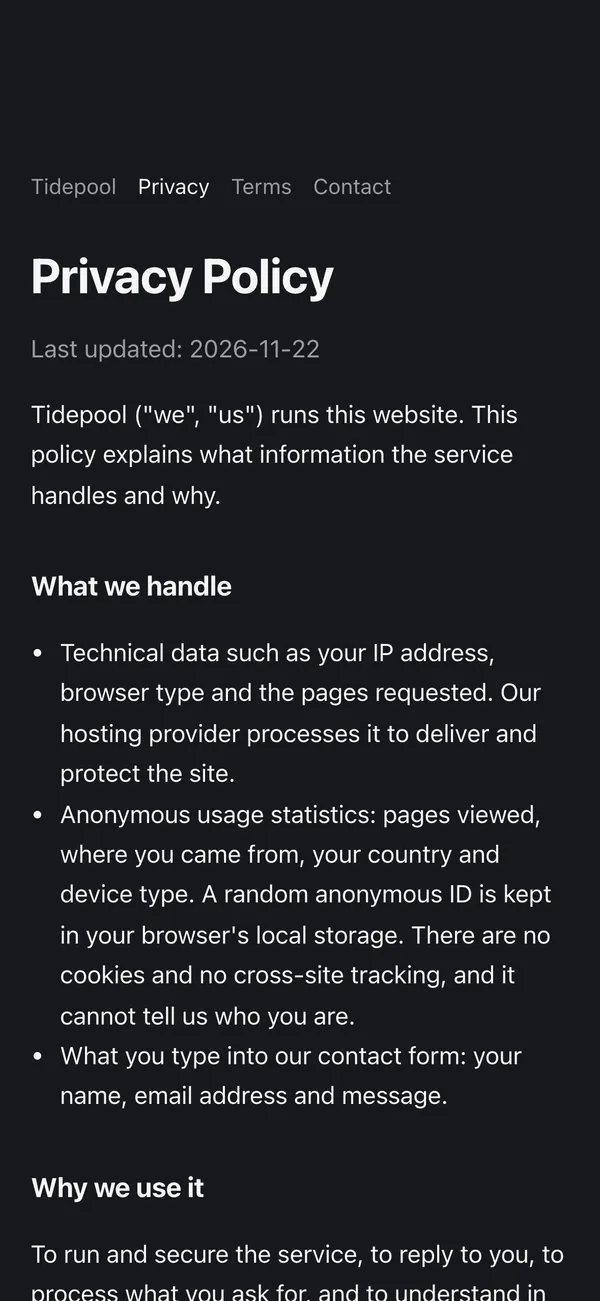 Tidepool Privacy Terms Contact
Privacy Policy
Last updated: 2026-11-22
Tidepool ("we", "us") runs this website. This
policy explains what information the service
handles and why.
What we handle
• Technical data such as your IP address,
browser type and the pages requested. Our
hosting provider processes it to deliver and
protect the site.
• Anonymous usage statistics: pages viewed,
where you came from, your country and
device type. A random anonymous ID is kept
in your browser's local storage. There are no
cookies and no cross-site tracking, and it
cannot tell us who you are.
• What you type into our contact form: your
name, email address and message.
Why we use it
To run and secure the service, to reply to you, to
process what you ask for, and to understand in